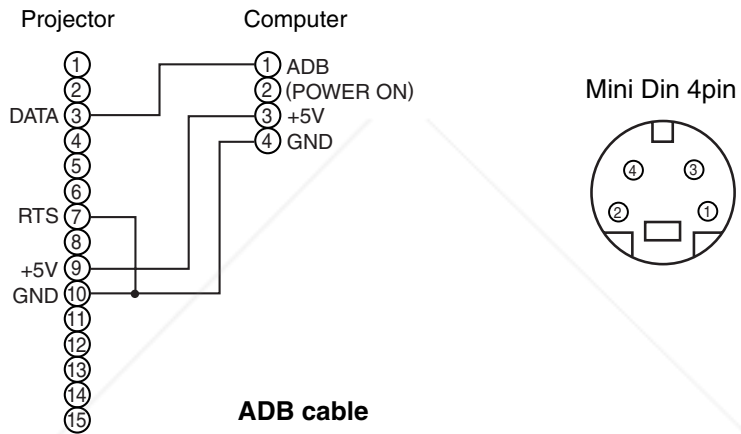 Projector Computer
1
2
DATA 3
4
5
6
RTS 7
8
+5V 9
GND 10
11
12
13
14
15
1 ADB
2 (POWER ON)
3 +5V
4 GND
ADB cable
Mini Din 4pin
4 3
2 1